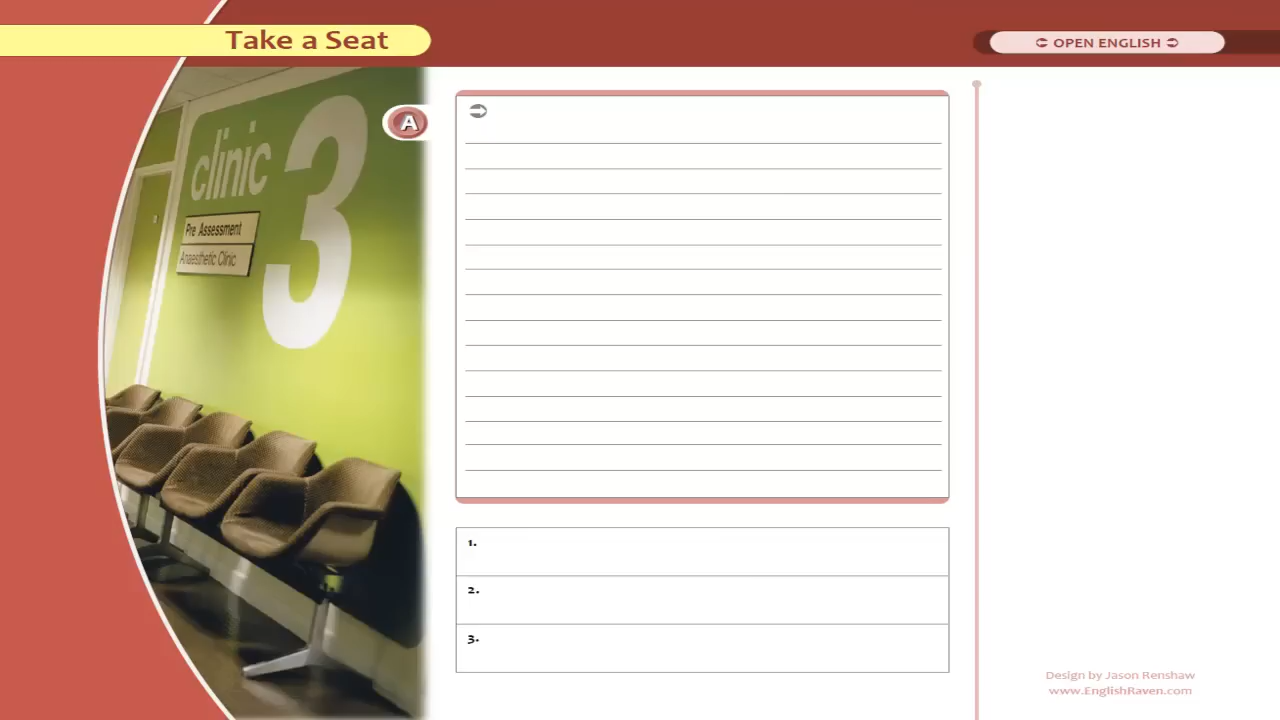 Take a Seat
OPEN ENGLISH
A
clinic 3
Pre Assessment
Anaesthetic Clinic
1.
2.
3.
Design by Jason Renshaw
www.EnglishRaven.com